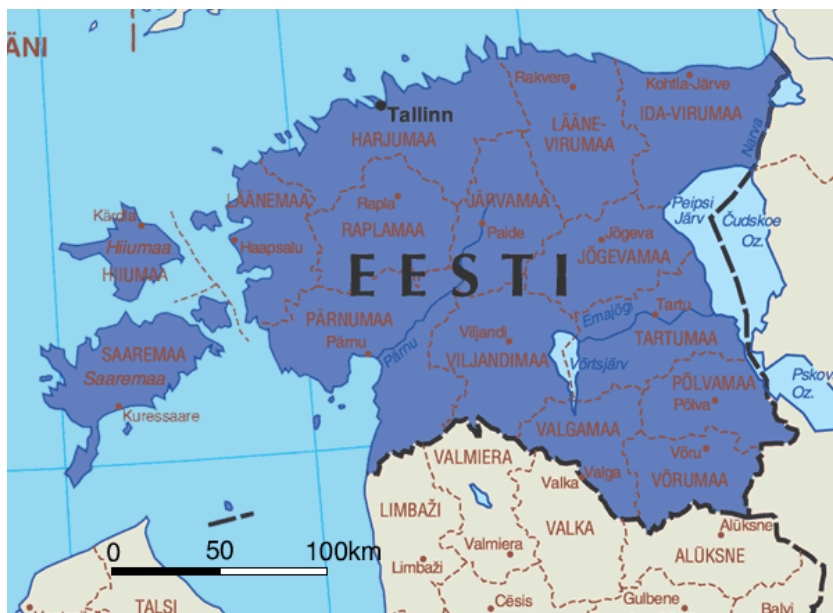 ÄNI
Rakvere
Kohtla-Järve
Tallinn
LÄÄNE-
VIRUMAA
IDA-VIRUMAA
HARJUMAA
Narva
LÄÄNEMAA
Rapla
JÄRVAMAA
Peipsi
Järv
Čudskoe
Oz.
Kärdla
RAPLAMAA
Paide
Jõgeva
Hiiumaa
HIIUMAA
Haapsalu
JÕGEVAMAA
EESTI
PÄRNUMAA
Emajõgi
Tartu
SAAREMAA
Pärnu
Pärnu
Viljandi
VILJANDIMAA
Võrtsjärv
TARTUMAA
Saaremaa
PÕLVAMAA
Pskov
Oz.
Kuressaare
Põlva
VALGAMAA
VALMIERA
Võru
VÕRUMAA
Valka
Valga
LIMBAŽI
VALKA
Alūksne
0
50
100km
Limbaži
Valmiera
ALŪKSNE
TALSI
Cēsis
Gulbene
Balvi